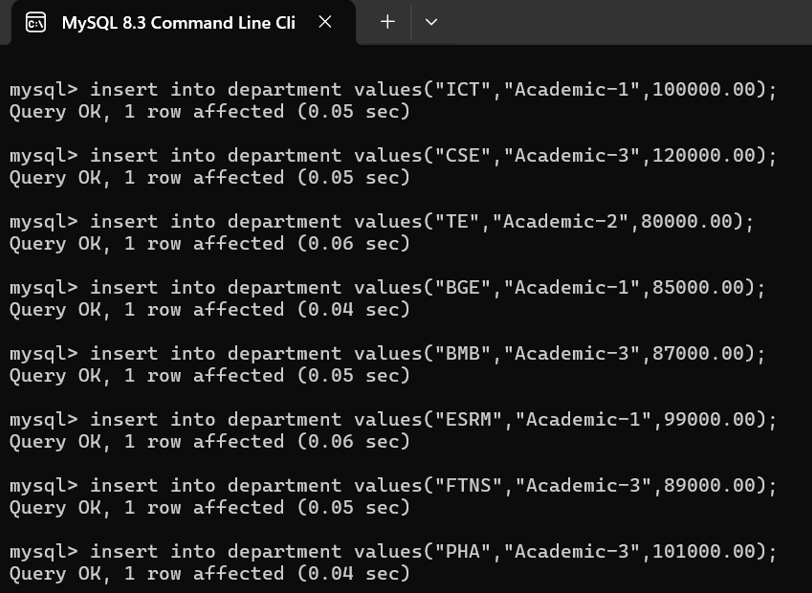 MySQL 8.3 Command Line Cli
mysql> insert into department values("ICT","Academic-1",100000.00);
Query OK, 1 row affected (0.05 sec)
mysql> insert into department values("CSE","Academic-3",120000.00);
Query OK, 1 row affected (0.05 sec)
mysql> insert into department values("TE","Academic-2",80000.00);
Query OK, 1 row affected (0.06 sec)
mysql> insert into department values("BGE","Academic-1",85000.00);
Query OK, 1 row affected (0.04 sec)
mysql> insert into department values("BMB","Academic-3",87000.00);
Query OK, 1 row affected (0.05 sec)
mysql> insert into department values("ESRM","Academic-1",99000.00);
Query OK, 1 row affected (0.06 sec)
mysql> insert into department values("FTNS","Academic-3",89000.00);
Query OK, 1 row affected (0.05 sec)
mysql> insert into department values("PHA","Academic-3",101000.00);
Query OK, 1 row affected (0.04 sec)